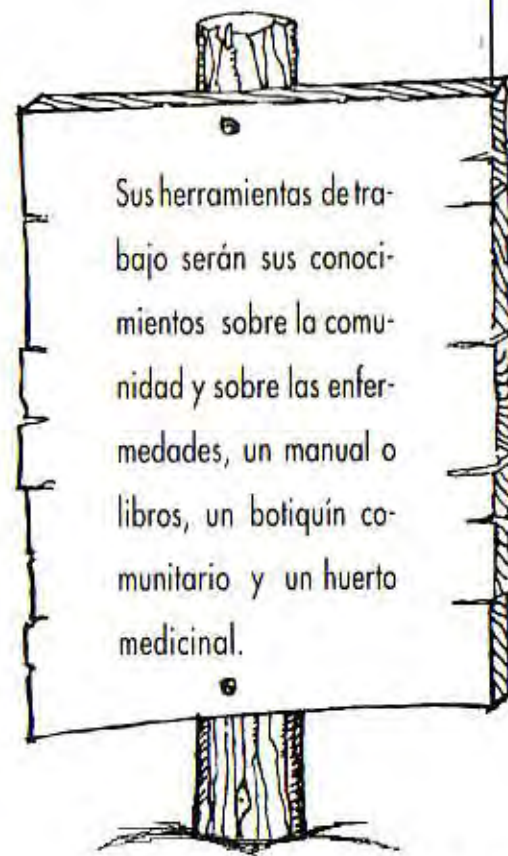 Sus herramientas de tra-
bajo serán sus conoci-
mientos sobre la comu-
nidad y sobre las enfer-
medades, un manual o
libros, un botiquín co-
munitario y un huerto
medicinal.